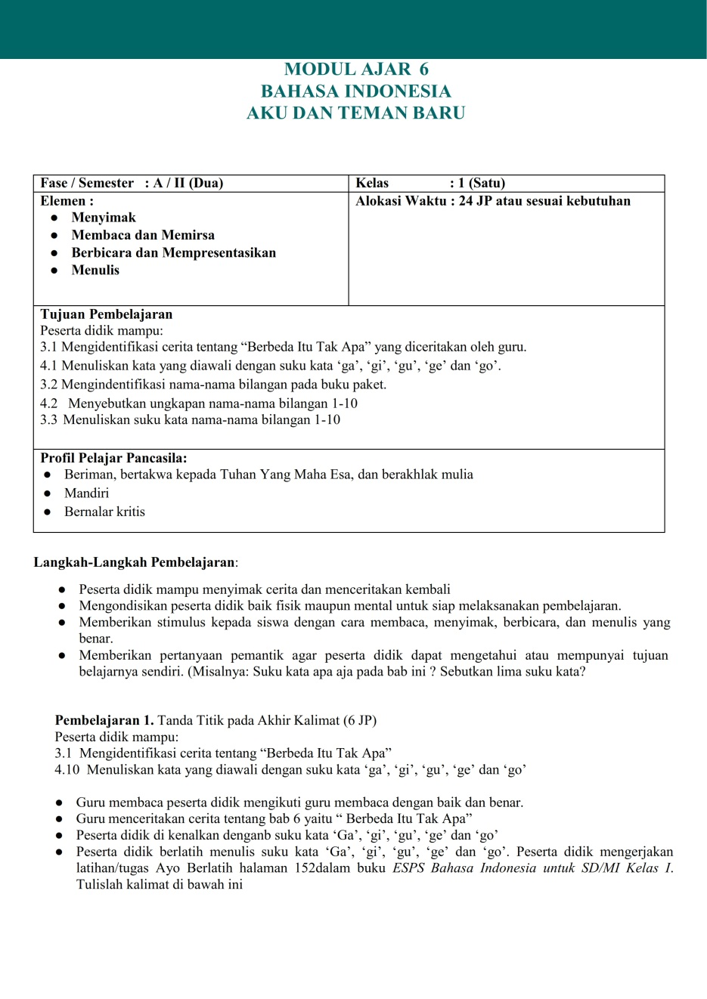 MODUL AJAR 6
BAHASA INDONESIA
AKU DAN TEMAN BARU
Fase / Semester : A / II (Dua)
Kelas : 1 (Satu)
Elemen :
● Menyimak
● Membaca dan Memirsa
● Berbicara dan Mempresentasikan
● Menulis
Alokasi Waktu : 24 JP atau sesuai kebutuhan
Tujuan Pembelajaran
Peserta didik mampu:
3.1 Mengidentifikasi cerita tentang “Berbeda Itu Tak Apa” yang diceritakan oleh guru.
4.1 Menuliskan kata yang diawali dengan suku kata ‘ga’, ‘gi’, ‘gu’, ‘ge’ dan ‘go’.
3.2 Mengindentifikasi nama-nama bilangan pada buku paket.
4.2 Menyebutkan ungkapan nama-nama bilangan 1-10
3.3 Menuliskan suku kata nama-nama bilangan 1-10
Profil Pelajar Pancasila:
● Beriman, bertakwa kepada Tuhan Yang Maha Esa, dan berakhlak mulia
● Mandiri
● Bernalar kritis
Langkah-Langkah Pembelajaran:
● Peserta didik mampu menyimak cerita dan menceritakan kembali
● Mengondisikan peserta didik baik fisik maupun mental untuk siap melaksanakan pembelajaran.
● Memberikan stimulus kepada siswa dengan cara membaca, menyimak, berbicara, dan menulis yang
benar.
● Memberikan pertanyaan pemantik agar peserta didik dapat mengetahui atau mempunyai tujuan
belajarnya sendiri. (Misalnya: Suku kata apa aja pada bab ini ? Sebutkan lima suku kata?
Pembelajaran 1. Tanda Titik pada Akhir Kalimat (6 JP)
Peserta didik mampu:
3.1 Mengidentifikasi cerita tentang “Berbeda Itu Tak Apa”
4.10 Menuliskan kata yang diawali dengan suku kata ‘ga’, ‘gi’, ‘gu’, ‘ge’ dan ‘go’
● Guru membaca peserta didik mengikuti guru membaca dengan baik dan benar.
● Guru menceritakan cerita tentang bab 6 yaitu “ Berbeda Itu Tak Apa”
● Peserta didik di kenalkan denganb suku kata ‘Ga’, ‘gi’, ‘gu’, ‘ge’ dan ‘go’
● Peserta didik berlatih menulis suku kata ‘Ga’, ‘gi’, ‘gu’, ‘ge’ dan ‘go’. Peserta didik mengerjakan
latihan/tugas Ayo Berlatih halaman 152dalam buku ESPS Bahasa Indonesia untuk SD/MI Kelas I.
Tulislah kalimat di bawah ini